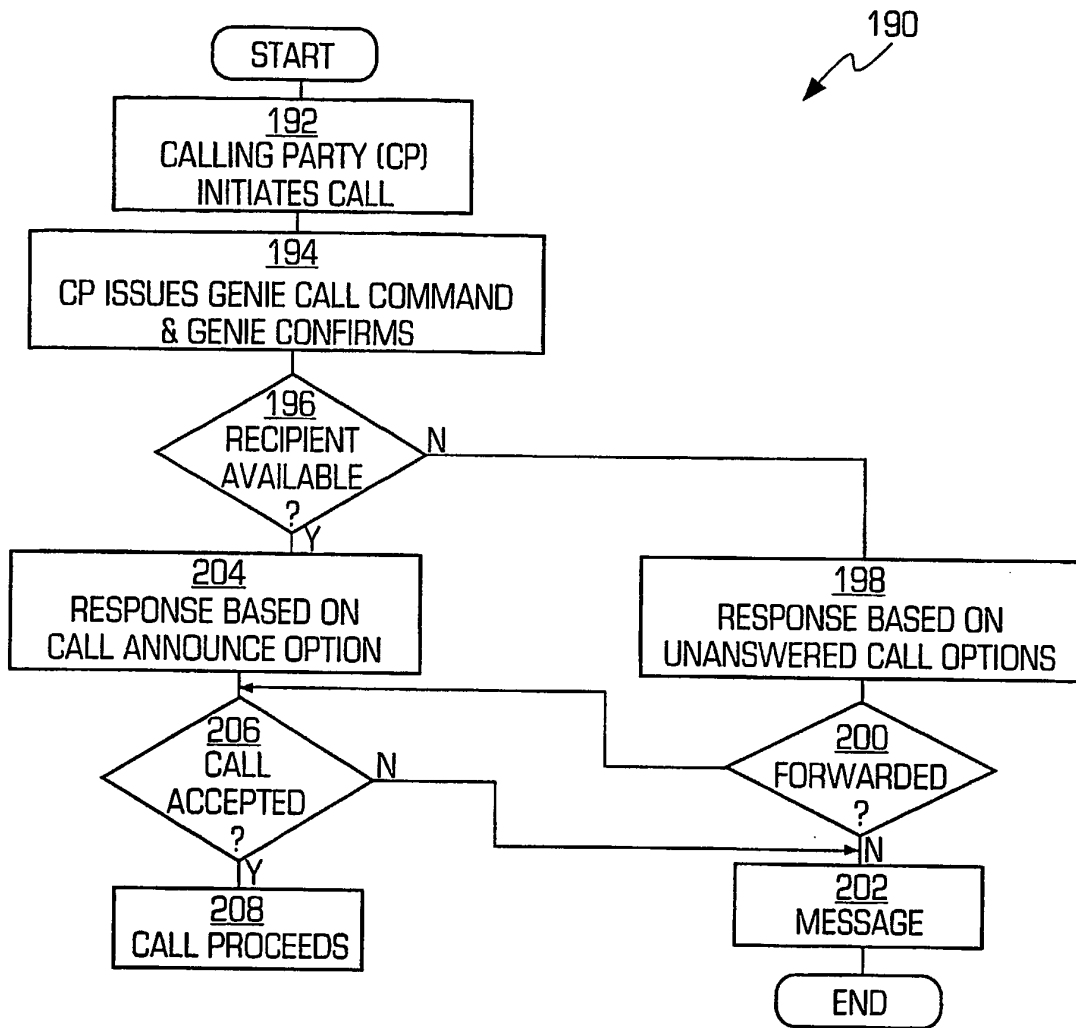 190
START
192
CALLING PARTY (CP)
INITIATES CALL
194
CP ISSUES GENIE CALL COMMAND
& GENIE CONFIRMS
196
RECIPIENT
AVAILABLE
?
N
Y
204
RESPONSE BASED ON
CALL ANNOUNCE OPTION
198
RESPONSE BASED ON
UNANSWERED CALL OPTIONS
206
CALL
ACCEPTED
?
N
Y
200
FORWARDED
?
N
208
CALL PROCEEDS
202
MESSAGE
END